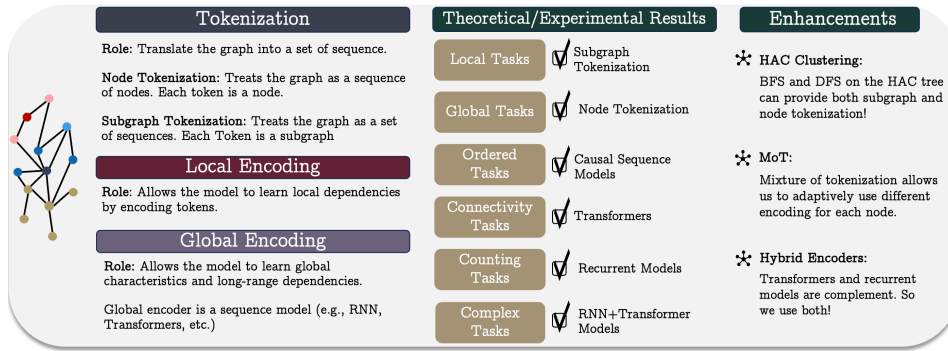 Tokenization
Role: Translate the graph into a set of sequence.
Node Tokenization: Treats the graph as a sequence
of nodes. Each token is a node.
Subgraph Tokenization: Treats the graph as a set
of sequences. Each Token is a subgraph
Local Encoding
Role: Allows the model to learn local dependencies
by encoding tokens.
Global Encoding
Role: Allows the model to learn global
characteristics and long-range dependencies.
Global encoder is a sequence model (e.g., RNN,
Transformers, etc.)
Theoretical/Experimental Results
Local Tasks
Subgraph
Tokenization
Global Tasks
Node Tokenization
Ordered
Tasks
Causal Sequence
Models
Connectivity
Tasks
Transformers
Counting
Tasks
Recurrent Models
Complex
Tasks
RNN+Transformer
Models
Enhancements
HAC Clustering:
BFS and DFS on the HAC tree
can provide both subgraph and
node tokenization!
MoT:
Mixture of tokenization allows
us to adaptively use different
encoding for each node.
Hybrid Encoders:
Transformers and recurrent
models are complement. So
we use both!